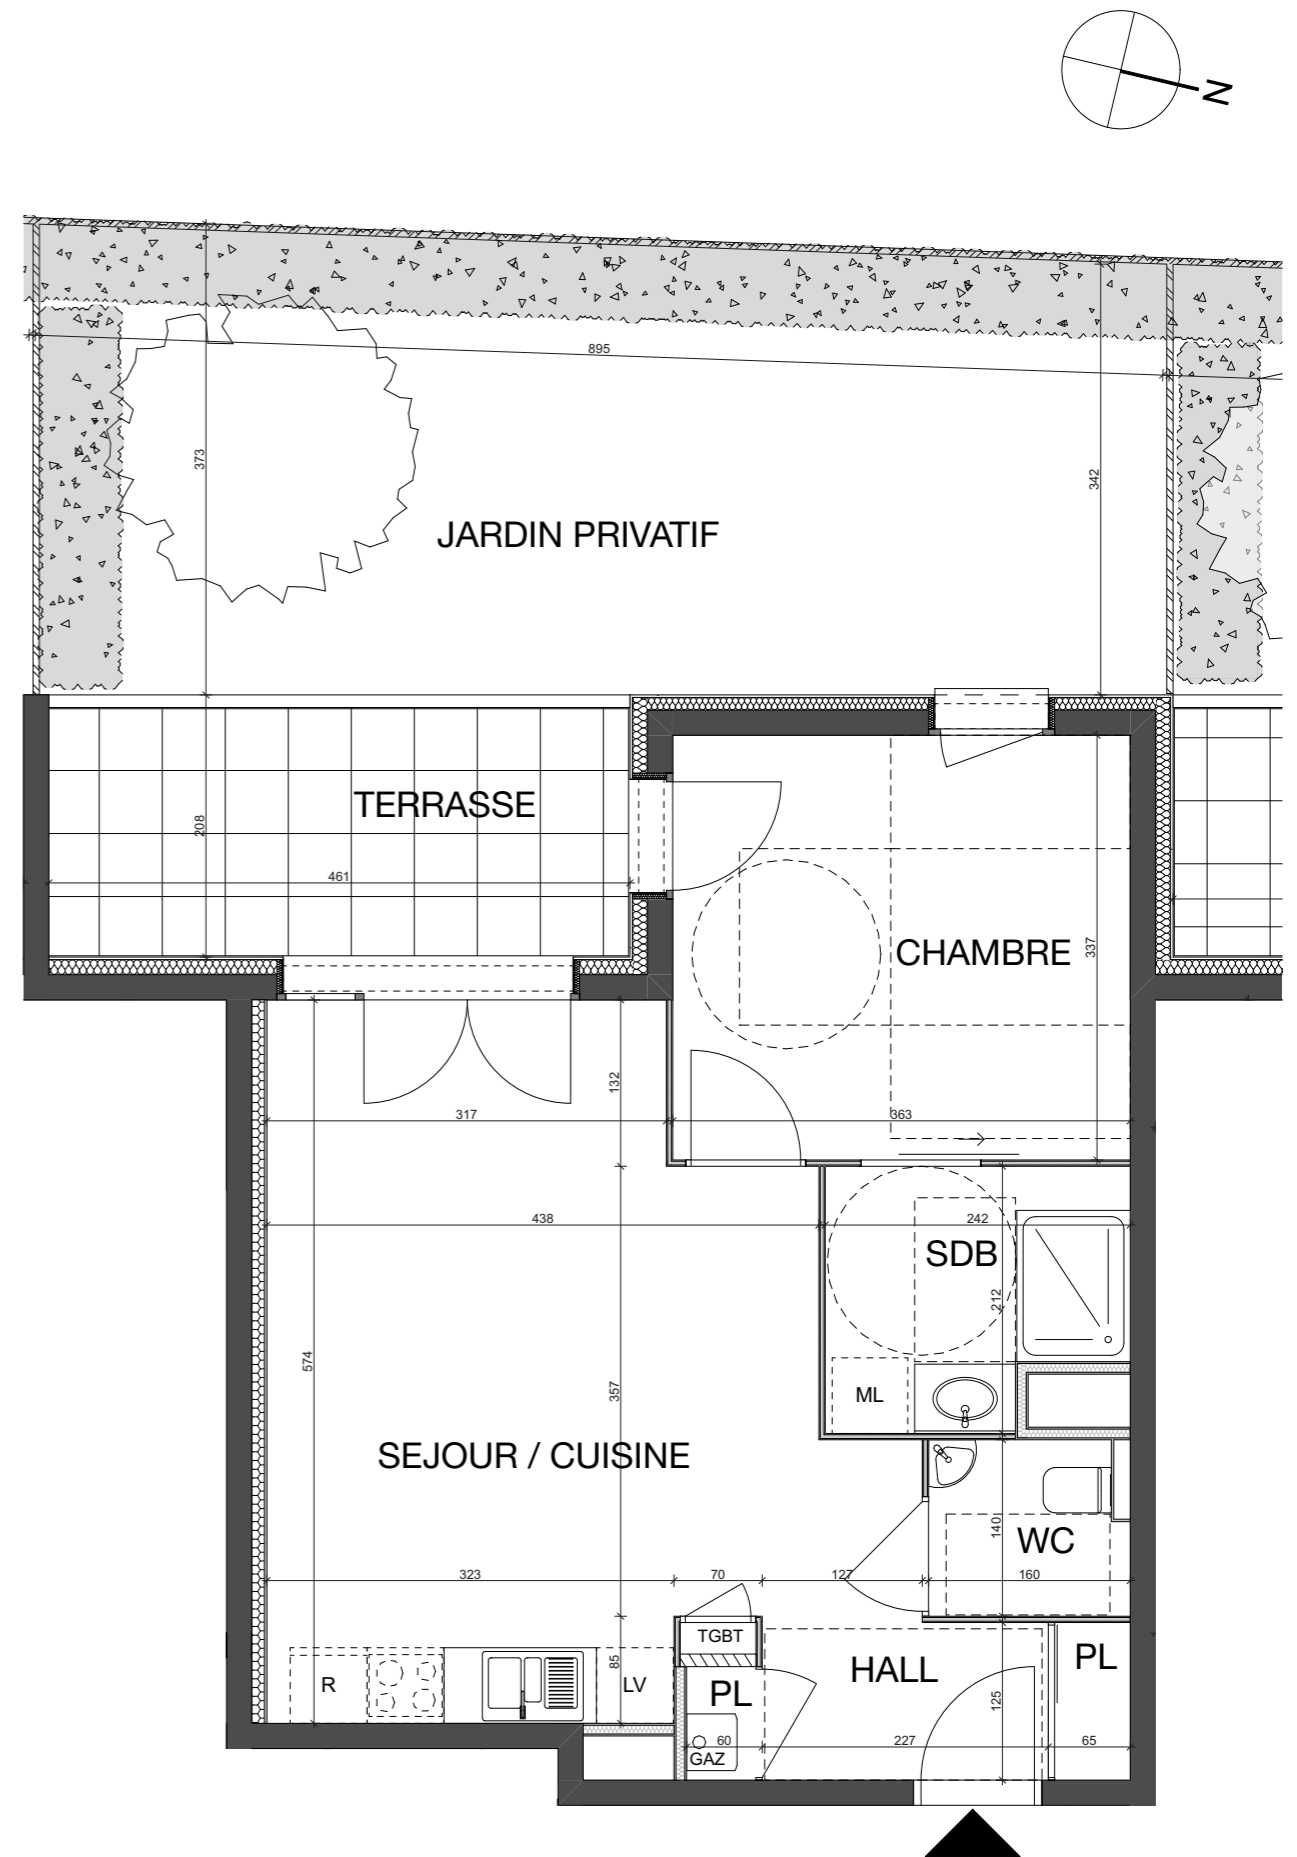 N
895
373
342
JARDIN PRIVATIF
TERRASSE
208
461
CHAMBRE
337
132
317
363
438
242
SDB
212
574
357
ML
SEJOUR / CUISINE
140
WC
323
70
127
160
TGBT
85
HALL
PL
R
LV
PL
125
60
227
65
GAZ